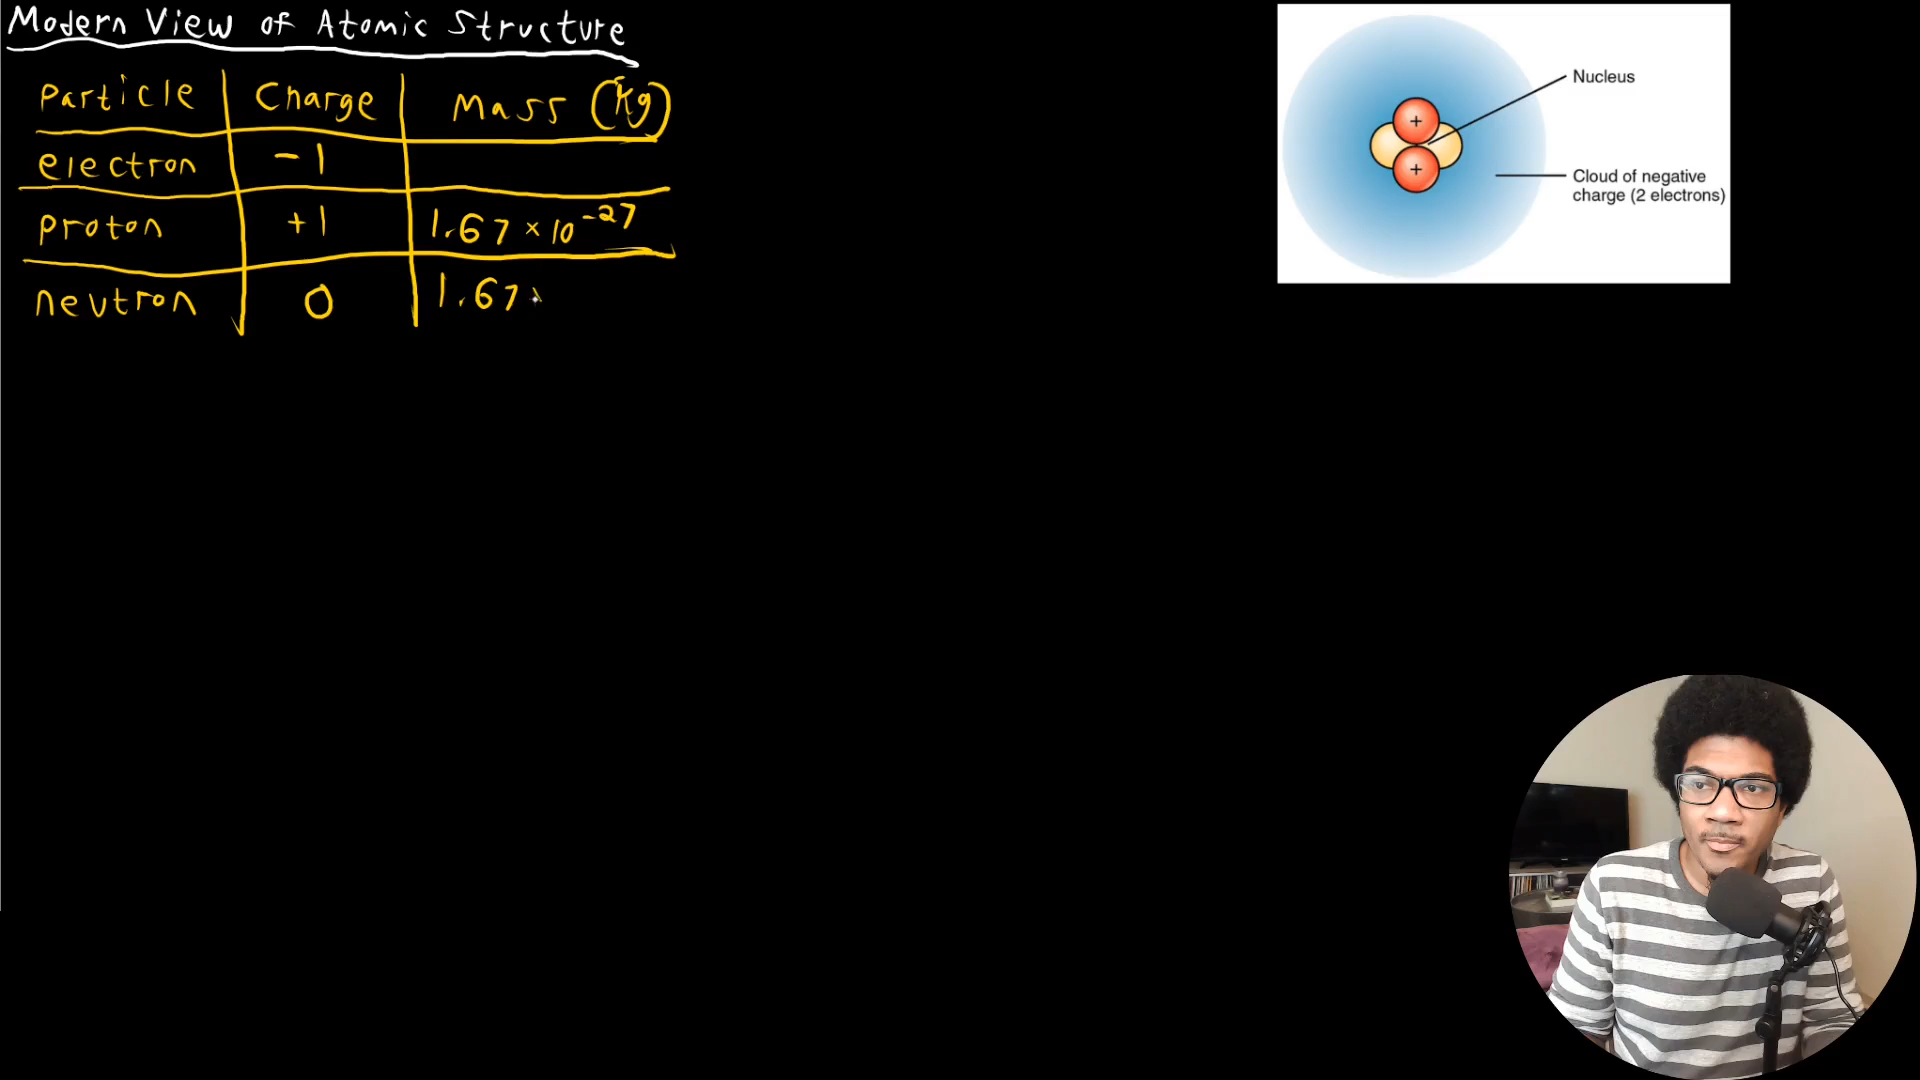 Modern View of Atomic Structure
Particle Charge Mass (Kg)
electron -1
proton +1 1.67 × 10⁻²⁷
neutron 0 1.67
Nucleus
+
+
Cloud of negative
charge (2 electrons)